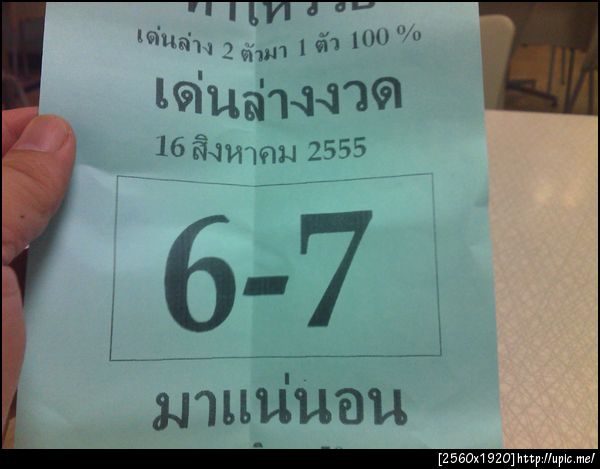 เด่นล่าง 2 ตัวมา 1 ตัว 100 %
เด่นล่างงวด
16 สิงหาคม 2555
6-7
มาแน่นอน
[2560x1920]http://upic.me/